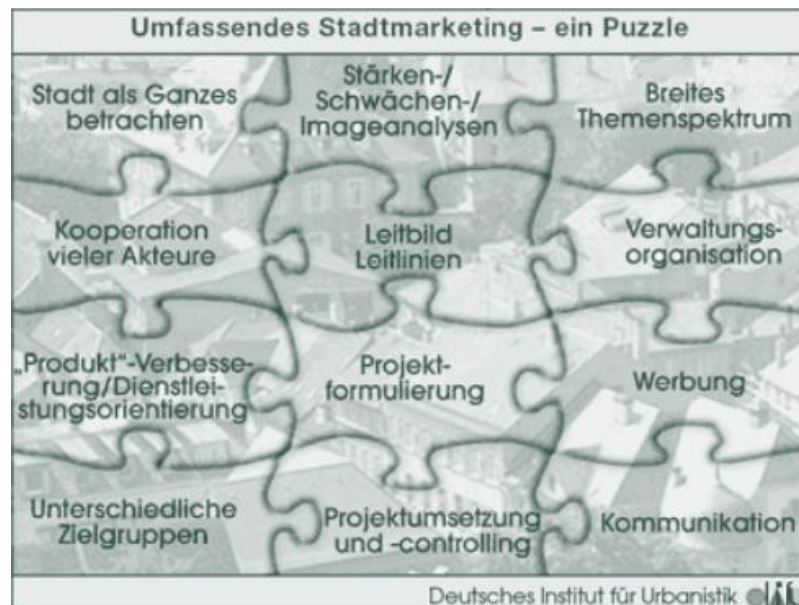 Umfassendes Stadtmarketing – ein Puzzle
Stadt als Ganzes
betrachten
Stärken-/
Schwächen-/
Imageanalysen
Breites
Themenspektrum
Kooperation
vieler Akteure
Leitbild
Leitlinien
Verwaltungs-
organisation
„Produkt“-Verbesse-
rung/Dienstlei-
stungsorientierung
Projekt-
formulierung
Werbung
Unterschiedliche
Zielgruppen
Projektumsetzung
und -controlling
Kommunikation
Deutsches Institut für Urbanistik